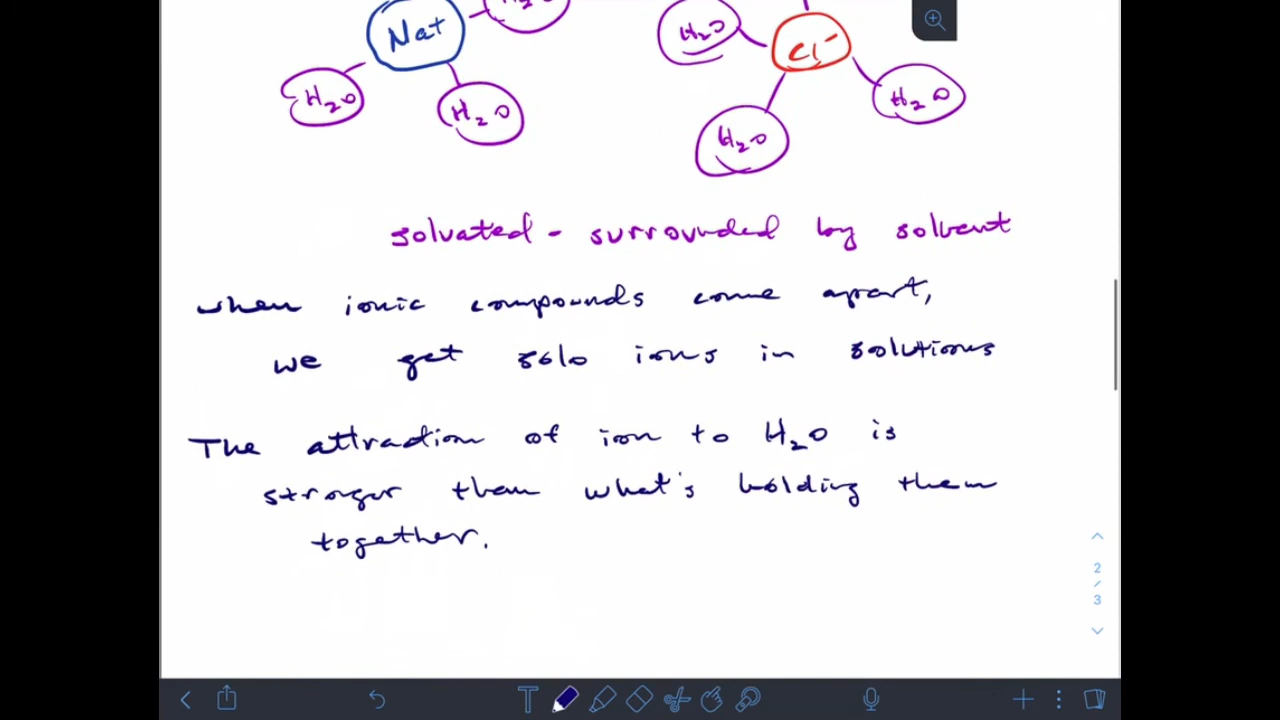 H₂O
Na+
H₂O
Cl⁻
H₂O
H₂O
H₂O
H₂O
solvated - surrounded by solvent
when ionic compounds come apart,
we get solo ions in solutions
The attraction of ion to H₂O is
stronger than what's holding them
together.
2
/
3
T